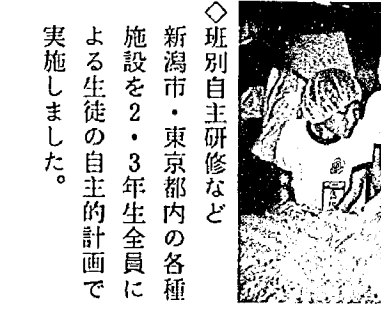 ◇班別自主研修など
新潟市・東京都内の各種
施設を2・3年生全員に
よる生徒の自主的計画で
実施しました。